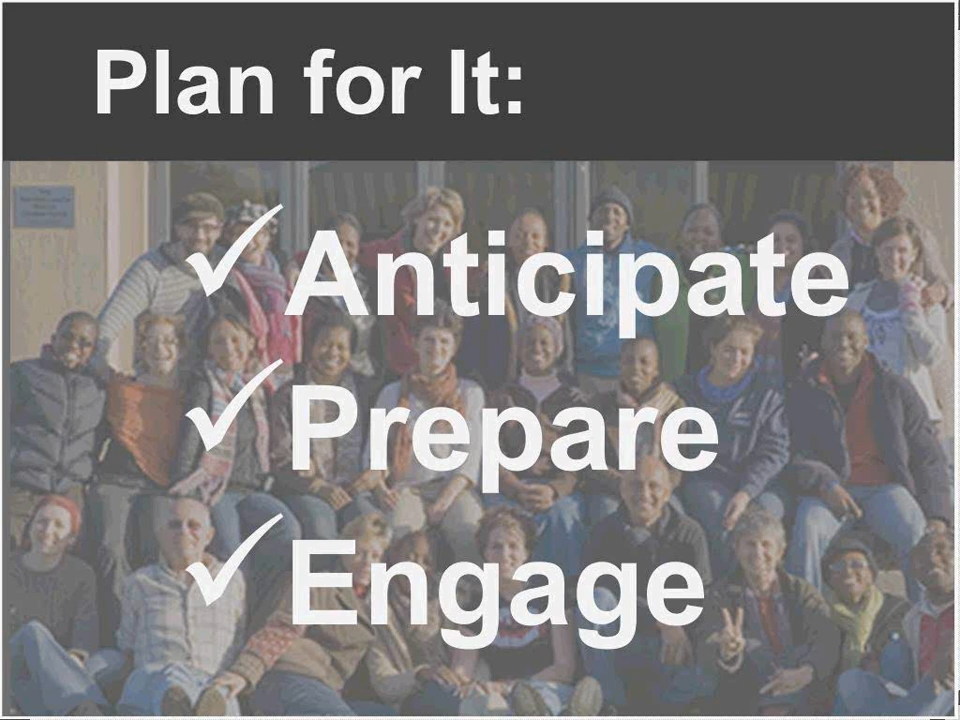 Plan for It:
✓Anticipate
✓Prepare
✓Engage